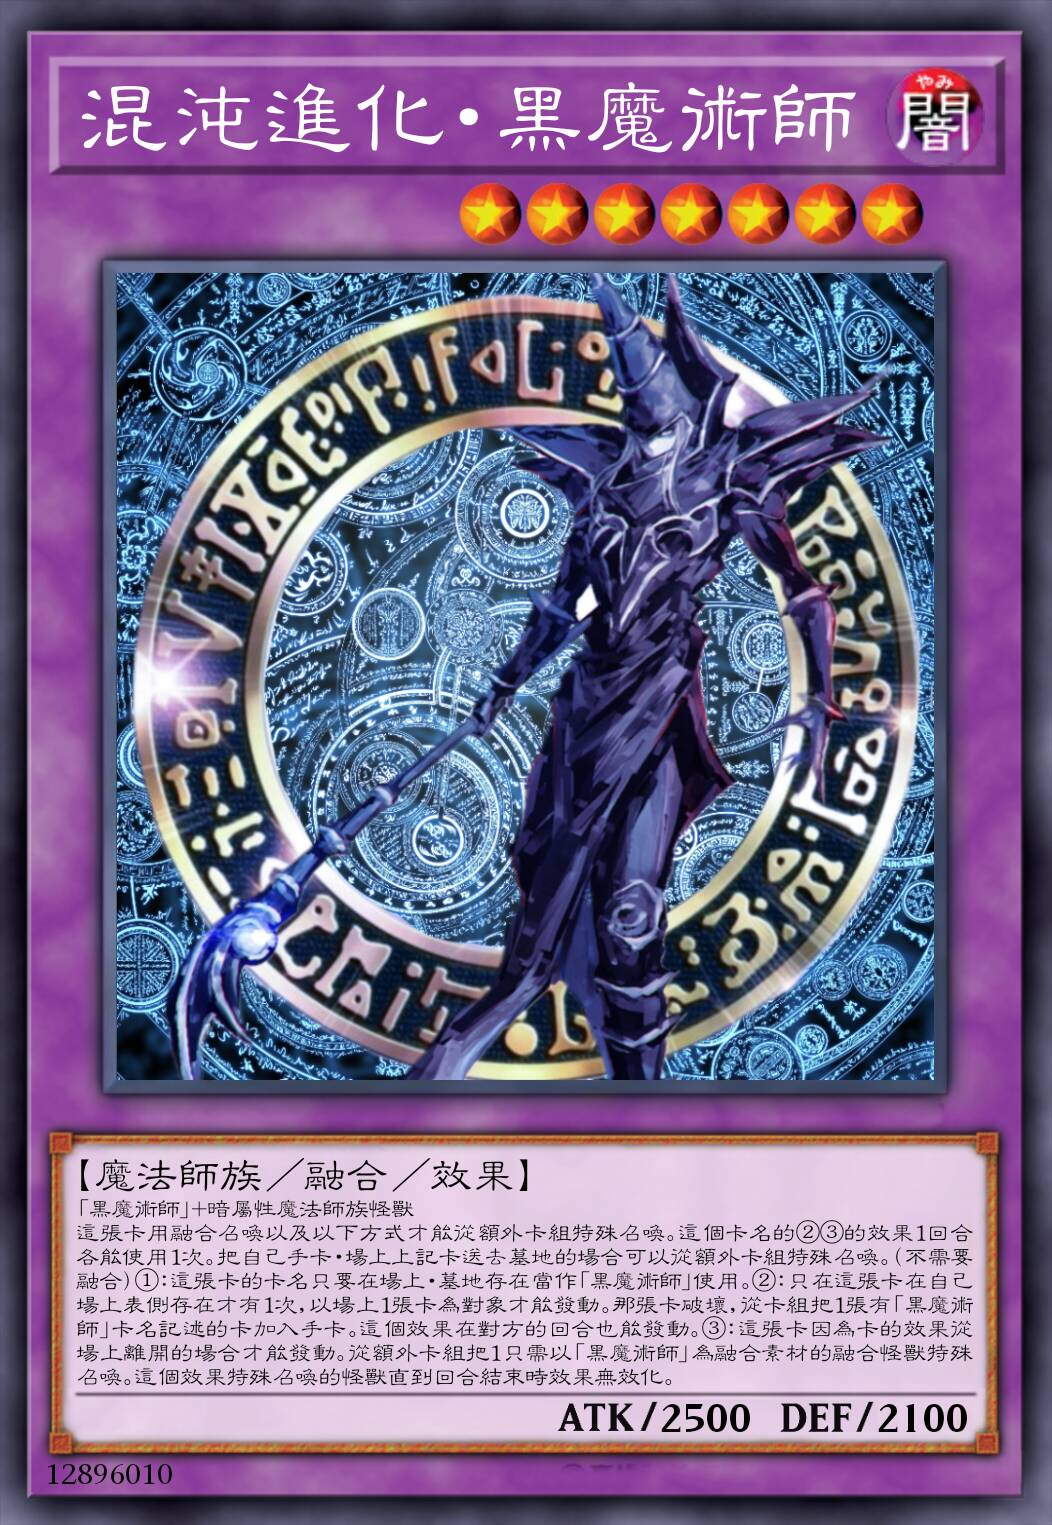 混沌進化・黑魔術師
やみ
闇
【魔法師族／融合／效果】
「黑魔術師」+暗屬性魔法師族怪獸
這張卡用融合召喚以及以下方式才能從額外卡組特殊召喚。這個卡名的②③的效果1回合
各能使用1次。把自己手卡・場上上記卡送去墓地的場合可以從額外卡組特殊召喚。(不需要
融合)①:這張卡的卡名只要在場上・墓地存在當作「黑魔術師」使用。②:只在這張卡在自己
場上表側存在才有1次,以場上1張卡為對象才能發動。那張卡破壞,從卡組把1張有「黑魔術
師」卡名記述的卡加入手卡。這個效果在對方的回合也能發動。③:這張卡因為卡的效果從
場上離開的場合才能發動。從額外卡組把1只需以「黑魔術師」為融合素材的融合怪獸特殊
召喚。這個效果特殊召喚的怪獸直到回合結束時效果無效化。
ATK/2500 DEF/2100
12896010